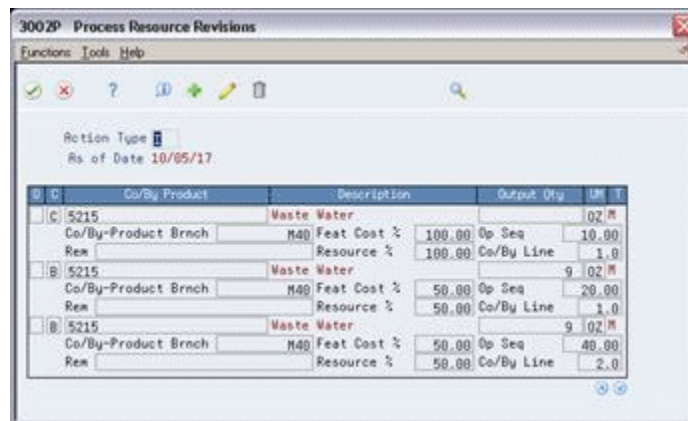 3002P Process Resource Revisions
Functions Tools Help
Action Type I
As of Date 10/05/17
O C Co/By Product Description Output Qty UM T
C 5215 Waste Water OZ M
Co/By-Product Brnch M40 Feat Cost % 100.00 Op Seq 10.00
Rem Resource % 100.00 Co/By Line 1.0
B 5215 Waste Water 9 OZ M
Co/By-Product Brnch M40 Feat Cost % 50.00 Op Seq 20.00
Rem Resource % 50.00 Co/By Line 1.0
B 5215 Waste Water 9 OZ M
Co/By-Product Brnch M40 Feat Cost % 50.00 Op Seq 40.00
Rem Resource % 50.00 Co/By Line 2.0